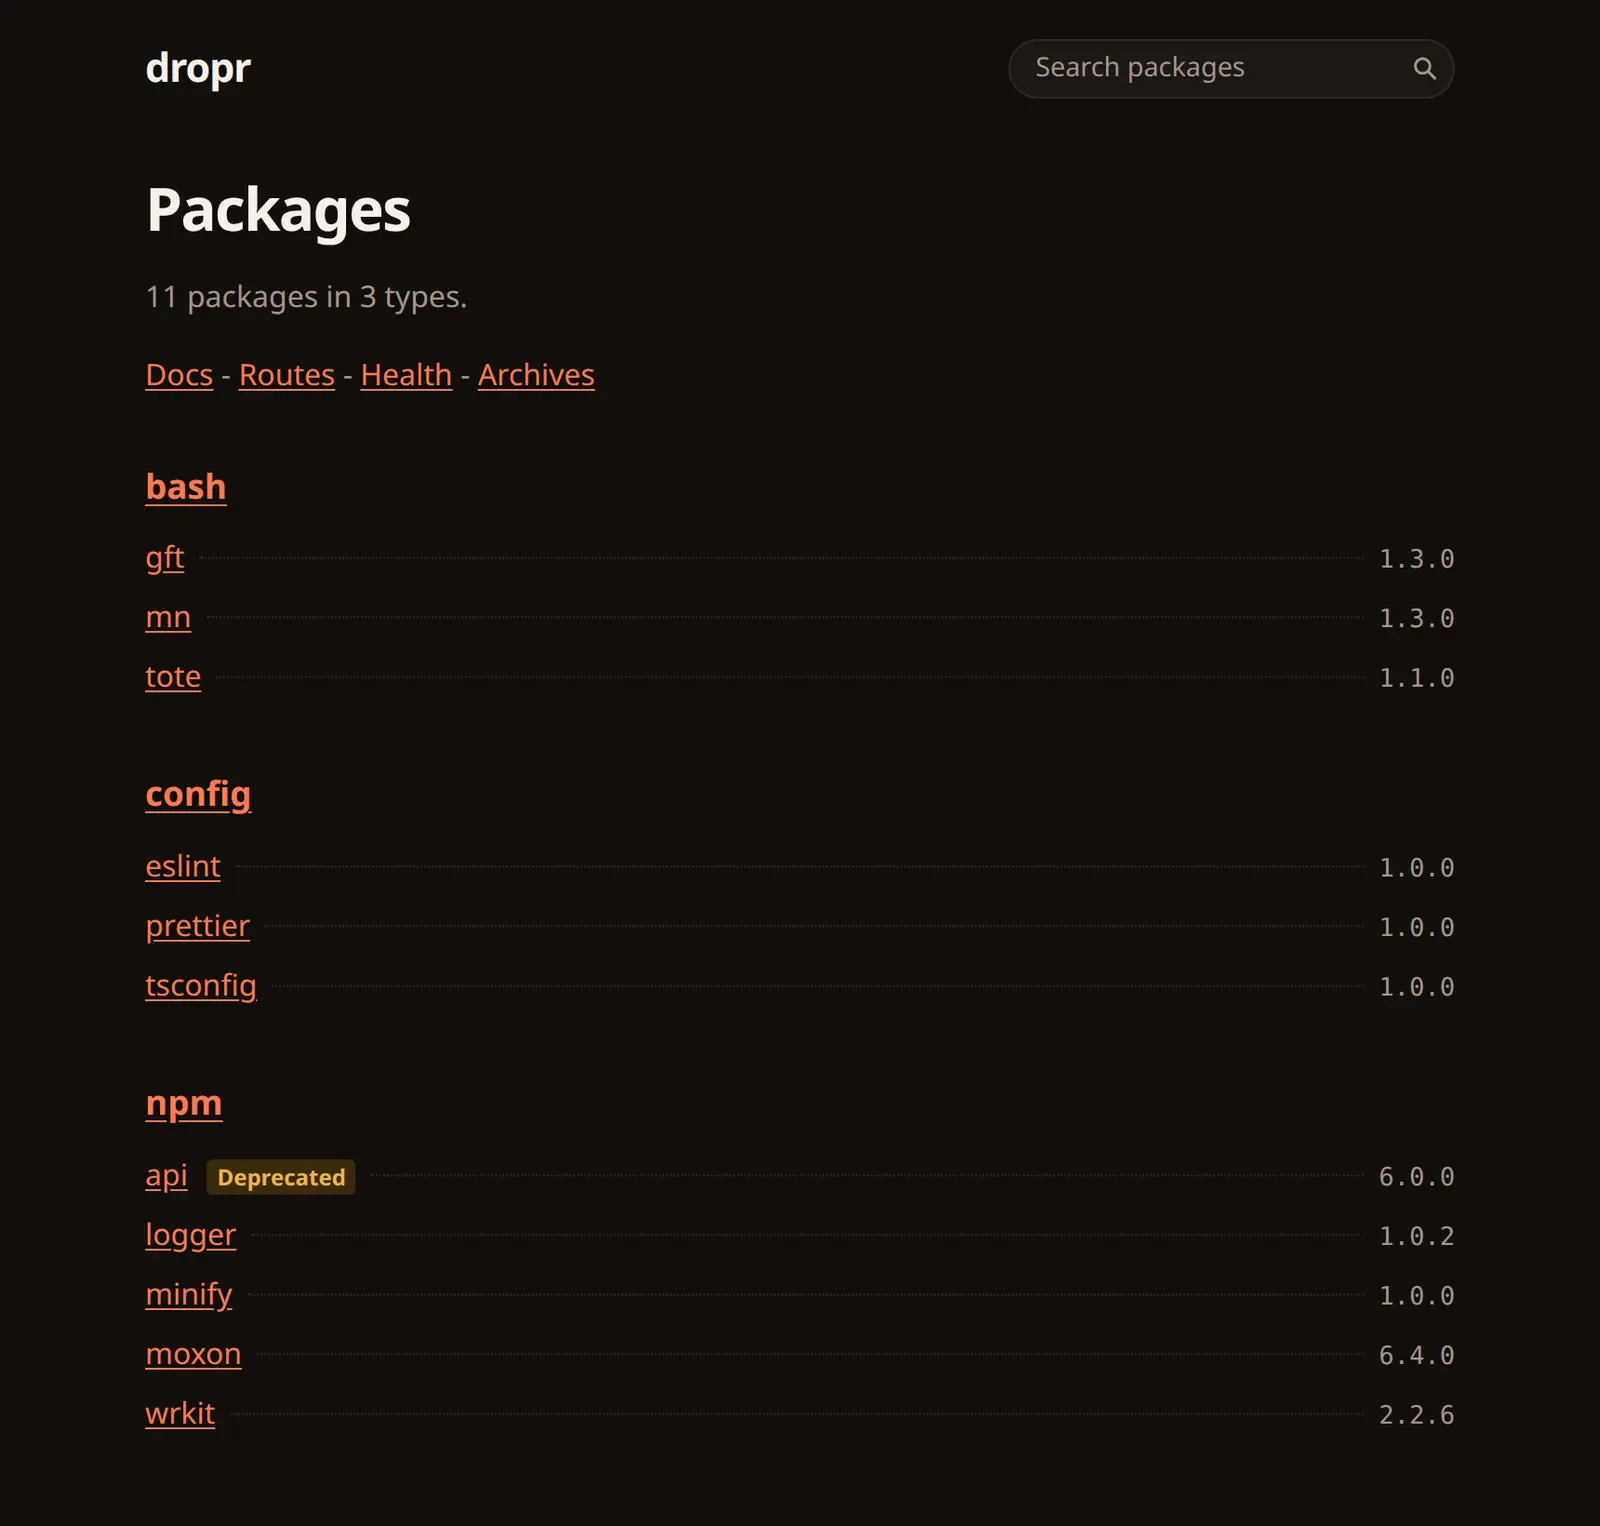 dropr
Search packages
Packages
11 packages in 3 types.
Docs - Routes - Health - Archives
bash
gft 1.3.0
mn 1.3.0
tote 1.1.0
config
eslint 1.0.0
prettier 1.0.0
tsconfig 1.0.0
npm
api Deprecated 6.0.0
logger 1.0.2
minify 1.0.0
moxon 6.4.0
wrkit 2.2.6